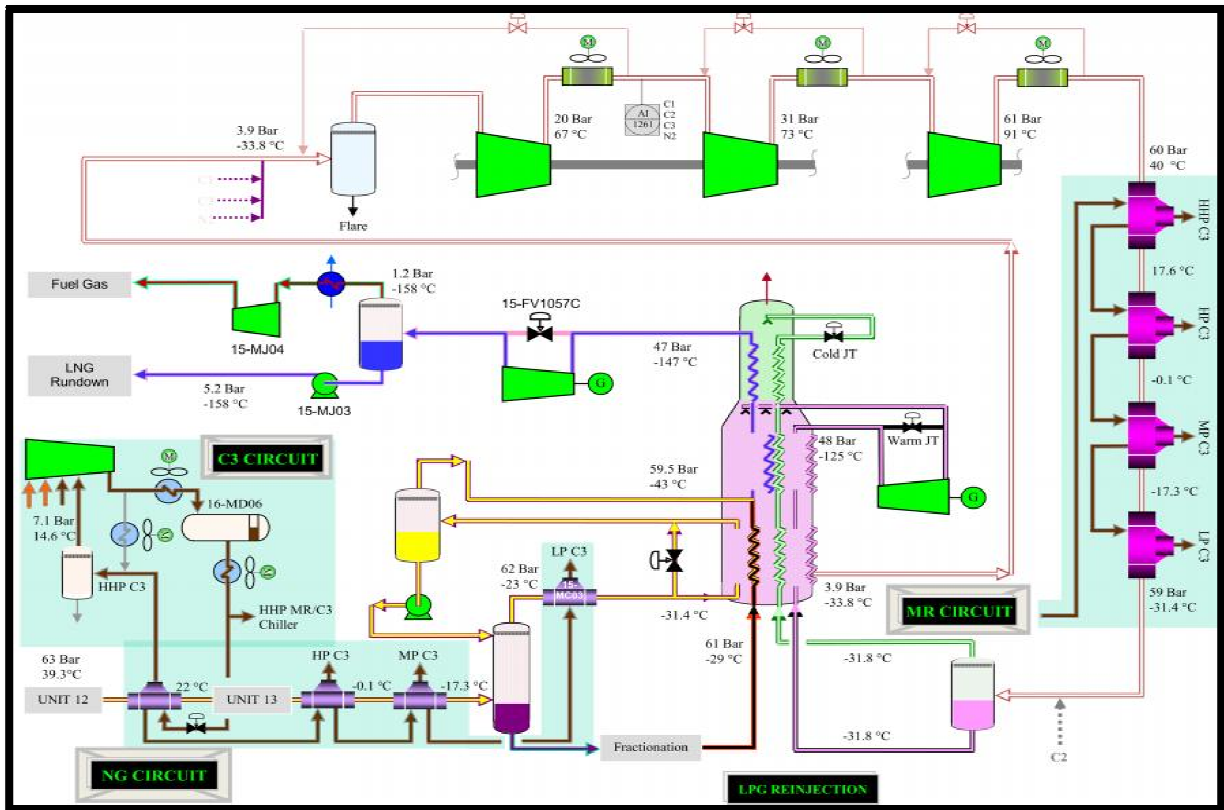 M
M
M
20 Bar
67 °C
AI
1261
C1
C2
C3
N2
31 Bar
73 °C
61 Bar
91 °C
3.9 Bar
-33.8 °C
60 Bar
40 °C
Flare
HHP C3
17.6 °C
HP C3
-0.1 °C
MP C3
-17.3 °C
LP C3
59 Bar
-31.4 °C
Fuel Gas
15-MJ04
1.2 Bar
-158 °C
15-FV1057C
G
47 Bar
-147 °C
Cold JT
LNG
Rundown
5.2 Bar
-158 °C
15-MJ03
Warm JT
48 Bar
-125 °C
G
C3 CIRCUIT
M
16-MD06
7.1 Bar
14.6 °C
HHP C3
HHP MR/C3
Chiller
59.5 Bar
-43 °C
LP C3
62 Bar
-23 °C
15-
MC03
-31.4 °C
3.9 Bar
-33.8 °C
MR CIRCUIT
61 Bar
-29 °C
-31.8 °C
-31.8 °C
C2
63 Bar
39.3°C
UNIT 12
22 °C
UNIT 13
HP C3
-0.1 °C
MP C3
-17.3 °C
Fractionation
NG CIRCUIT
LPG REINJECTION